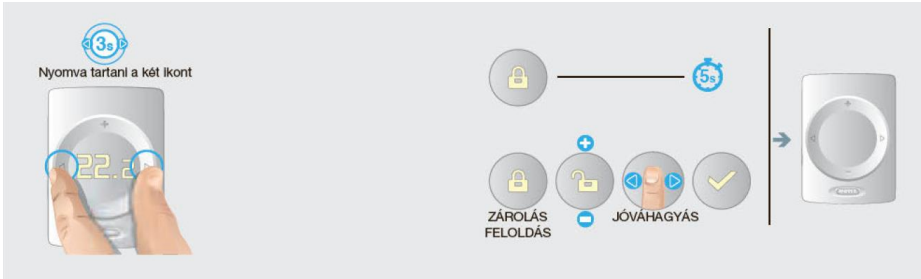 3s
Nyomva tartani a két ikont
22.2
5s
ZÁROLÁS
FELOLDÁS
JÓVÁHAGYÁS